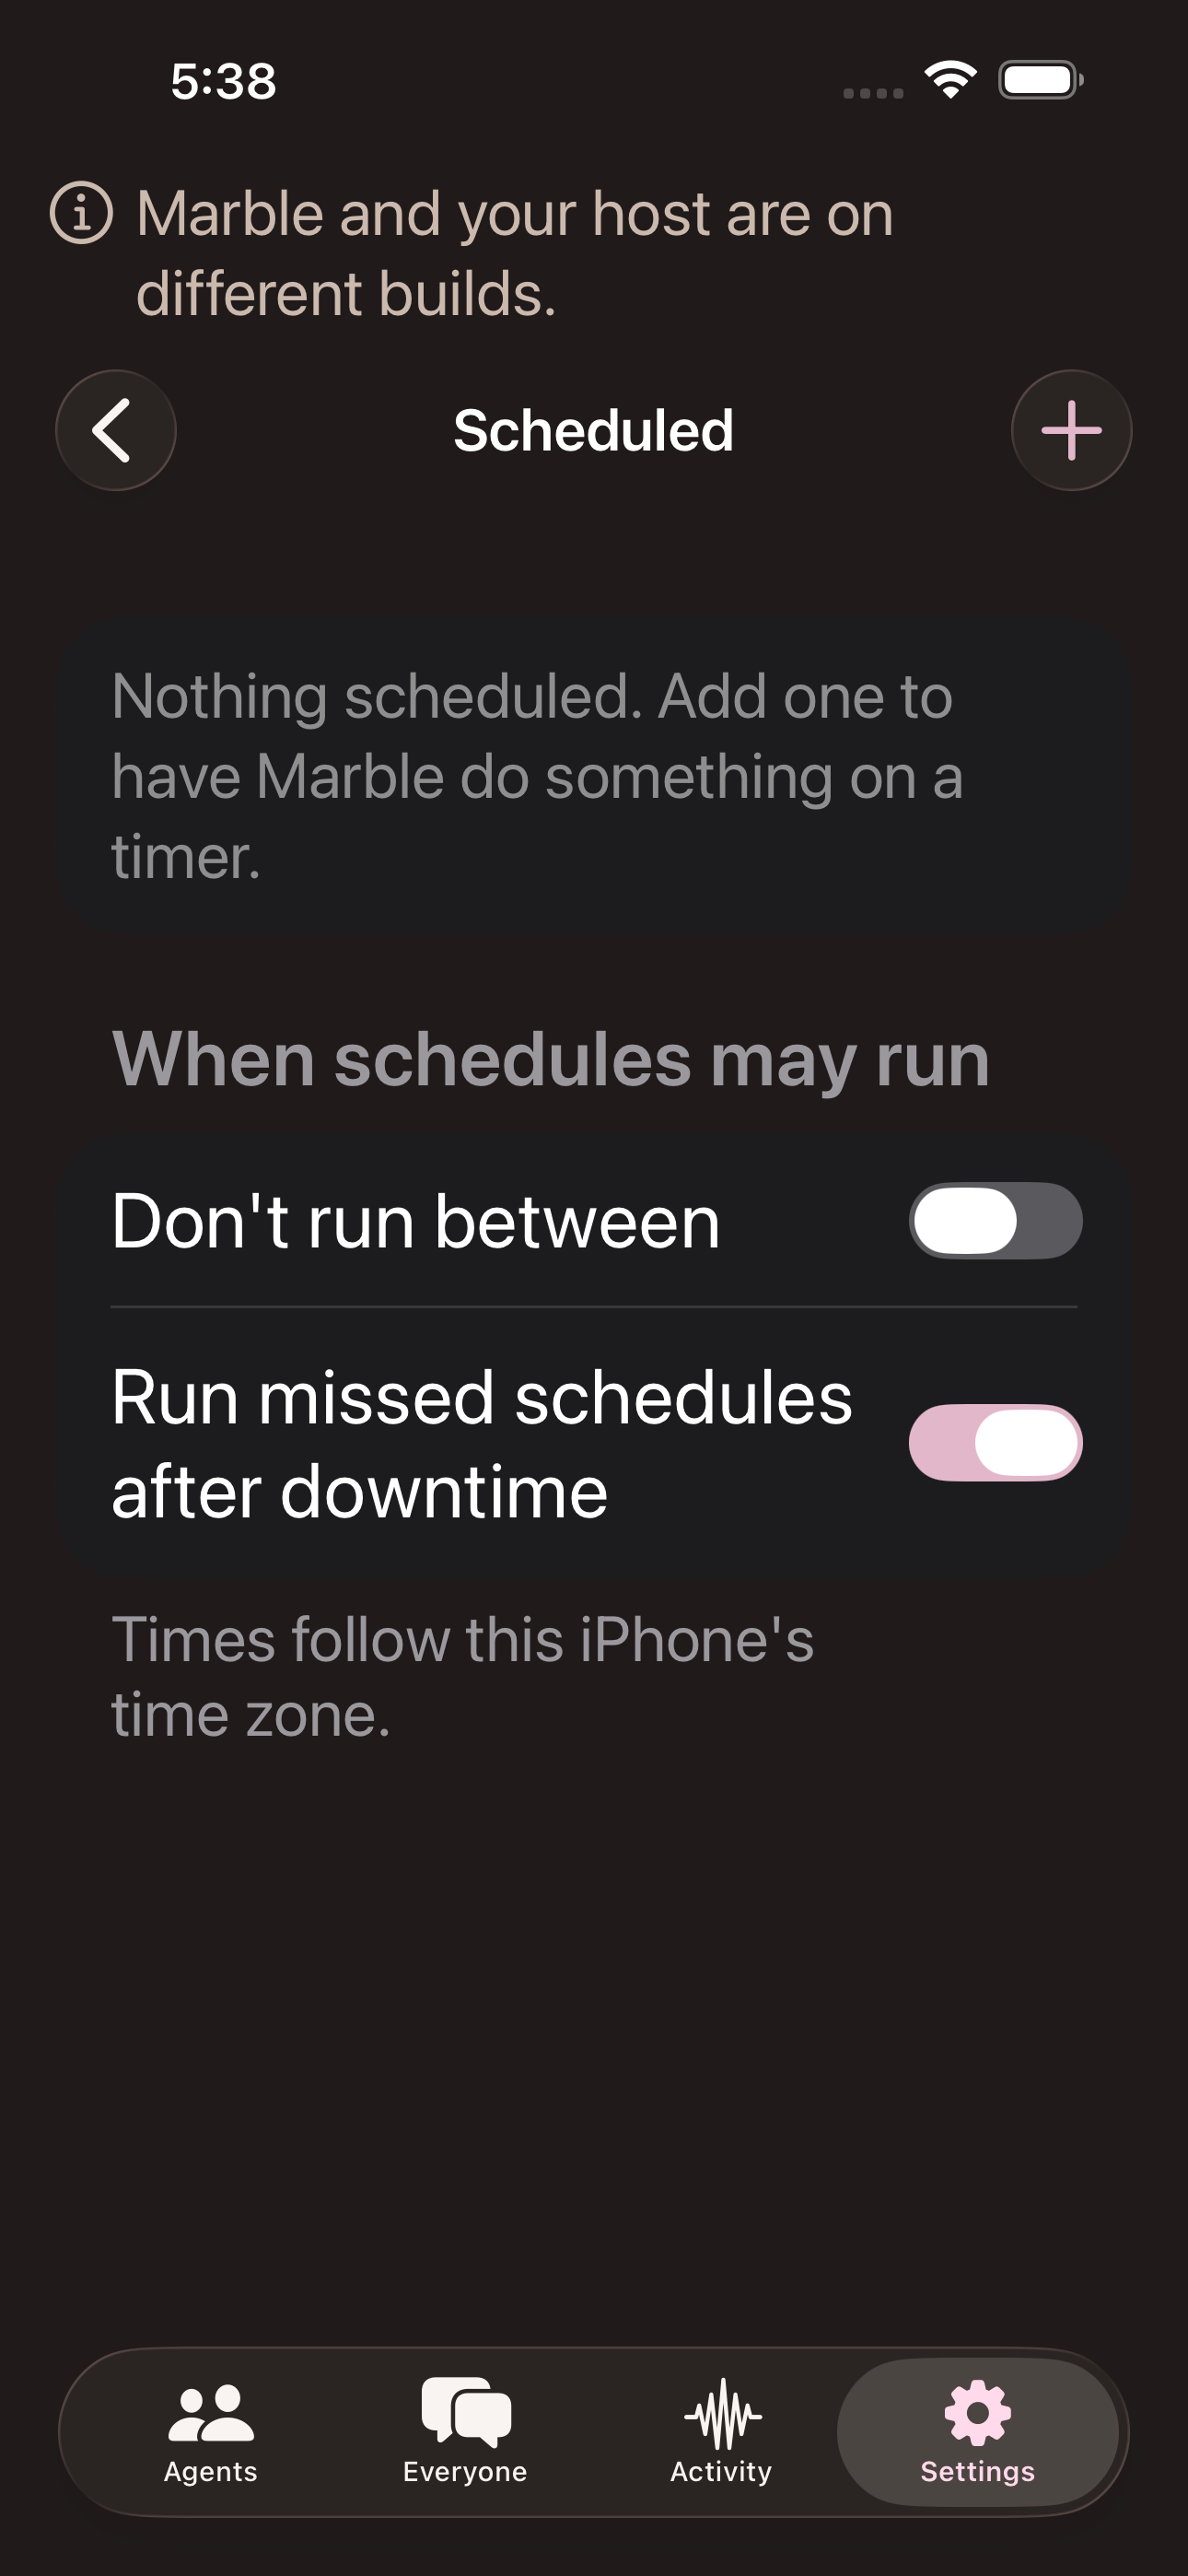 5:38
Marble and your host are on
different builds.
Scheduled
Nothing scheduled. Add one to
have Marble do something on a
timer.
When schedules may run
Don't run between
Run missed schedules
after downtime
Times follow this iPhone's
time zone.
Agents
Everyone
Activity
Settings